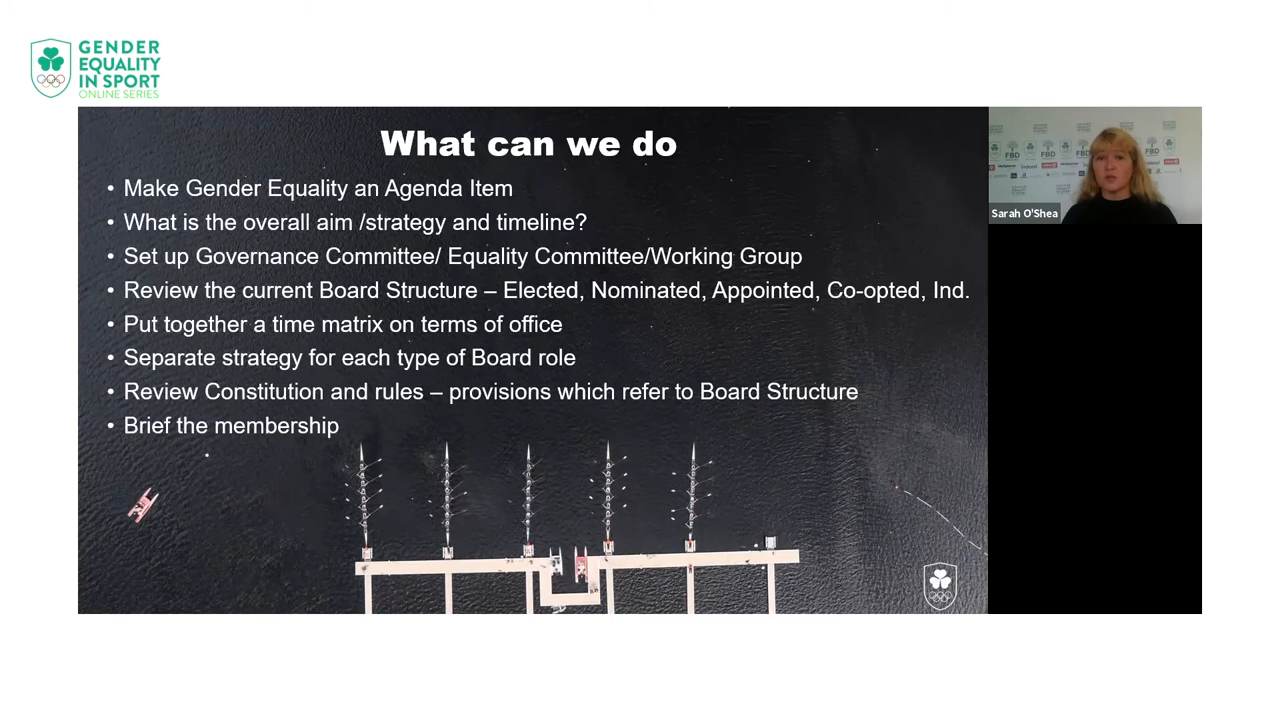 GENDER
EQUALITY
IN SPORT
ONLINE SERIES
What can we do
• Make Gender Equality an Agenda Item
• What is the overall aim /strategy and timeline?
• Set up Governance Committee/ Equality Committee/Working Group
• Review the current Board Structure – Elected, Nominated, Appointed, Co-opted, Ind.
• Put together a time matrix on terms of office
• Separate strategy for each type of Board role
• Review Constitution and rules – provisions which refer to Board Structure
• Brief the membership
FBD
FBD
FBD
Sarah O'Shea